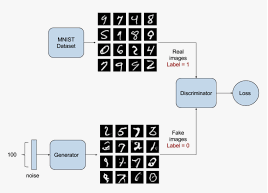 MNIST
Dataset
Real
images
Label = 1
Discriminator
Loss
Fake
images
Label = 0
100
Generator
noise